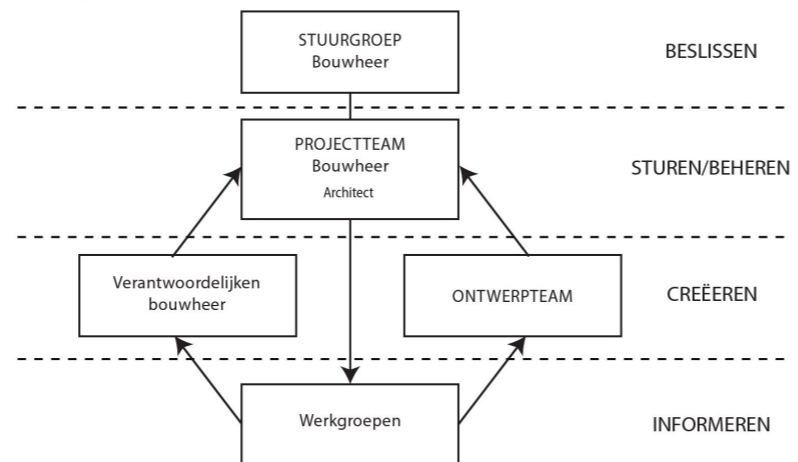 STUURGROEP
Bouwheer
BESLISSEN
PROJECTTEAM
Bouwheer
Architect
STUREN/BEHEREN
Verantwoordelijken
bouwheer
ONTWERPTEAM
CREËEREN
Werkgroepen
INFORMEREN